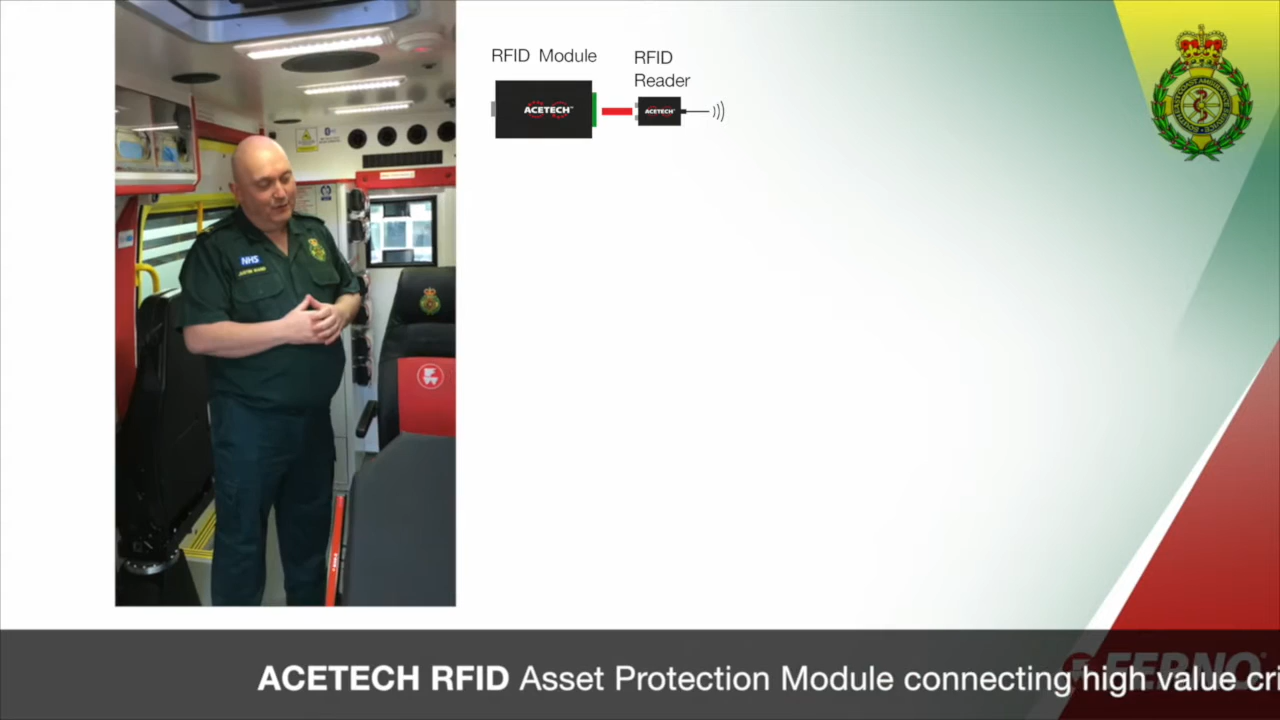 RFID Module
RFID
Reader
ACETECH
ACETECH
NHS
ACETECH RFID Asset Protection Module connecting high value cri
FERNO